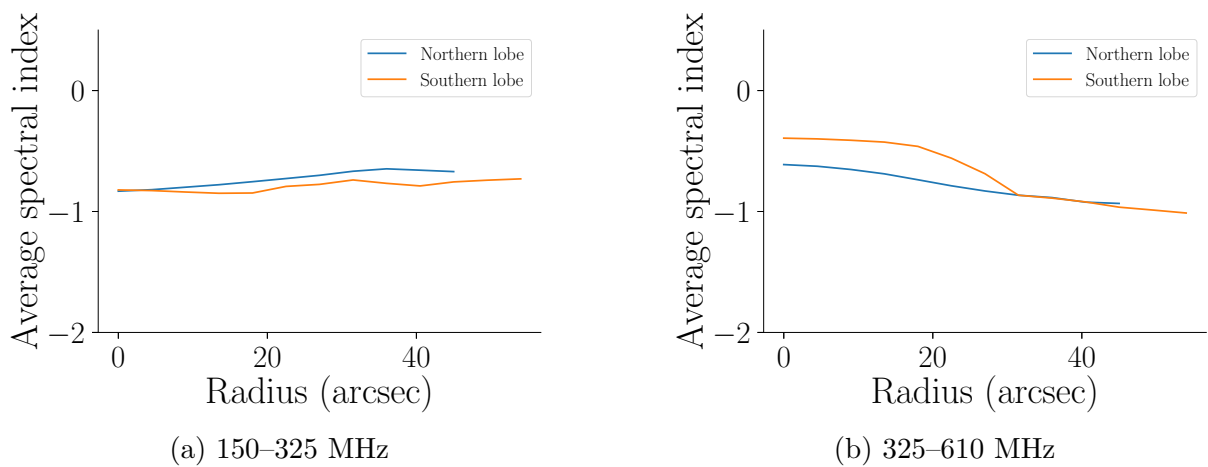 Average spectral index
0
−1
−2
0
20
40
Radius (arcsec)
Northern lobe
Southern lobe
(a) 150–325 MHz
Average spectral index
0
−1
−2
0
20
40
Radius (arcsec)
Northern lobe
Southern lobe
(b) 325–610 MHz